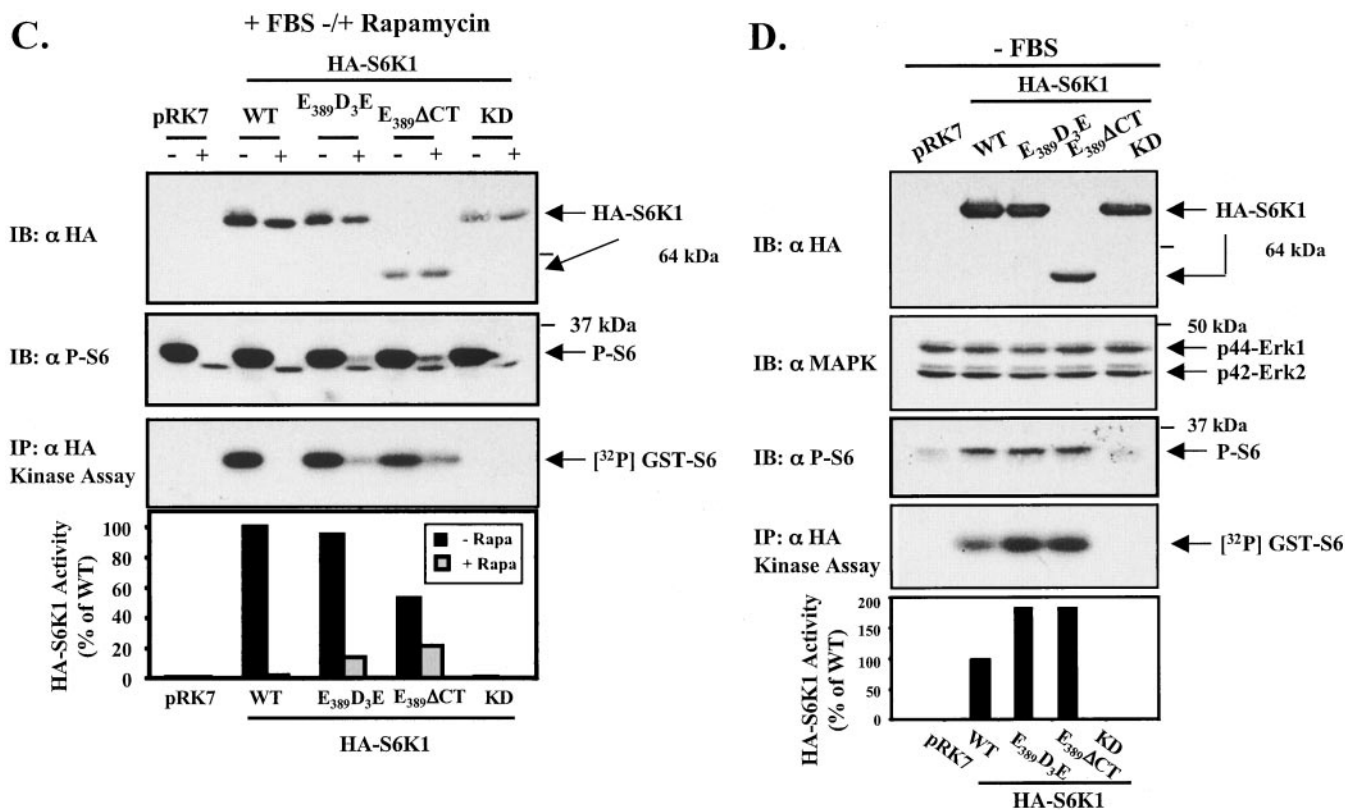 C.
+ FBS -/+ Rapamycin
HA-S6K1
pRK7 WT E389D3E E389ΔCT KD
- + - + - + - + - +
IB: α HA
HA-S6K1
64 kDa
IB: α P-S6
37 kDa
P-S6
IP: α HA
Kinase Assay
[32P] GST-S6
HA-S6K1 Activity
(% of WT)
100
80
60
40
20
0
- Rapa
+ Rapa
pRK7 WT E389D3E E389ΔCT KD
HA-S6K1
D.
- FBS
HA-S6K1
pRK7 WT E389D3E E389ΔCT KD
IB: α HA
HA-S6K1
64 kDa
IB: α MAPK
50 kDa
p44-Erk1
p42-Erk2
IB: α P-S6
37 kDa
P-S6
IP: α HA
Kinase Assay
[32P] GST-S6
HA-S6K1 Activity
(% of WT)
200
150
100
50
0
pRK7 WT E389D3E E389ΔCT KD
HA-S6K1